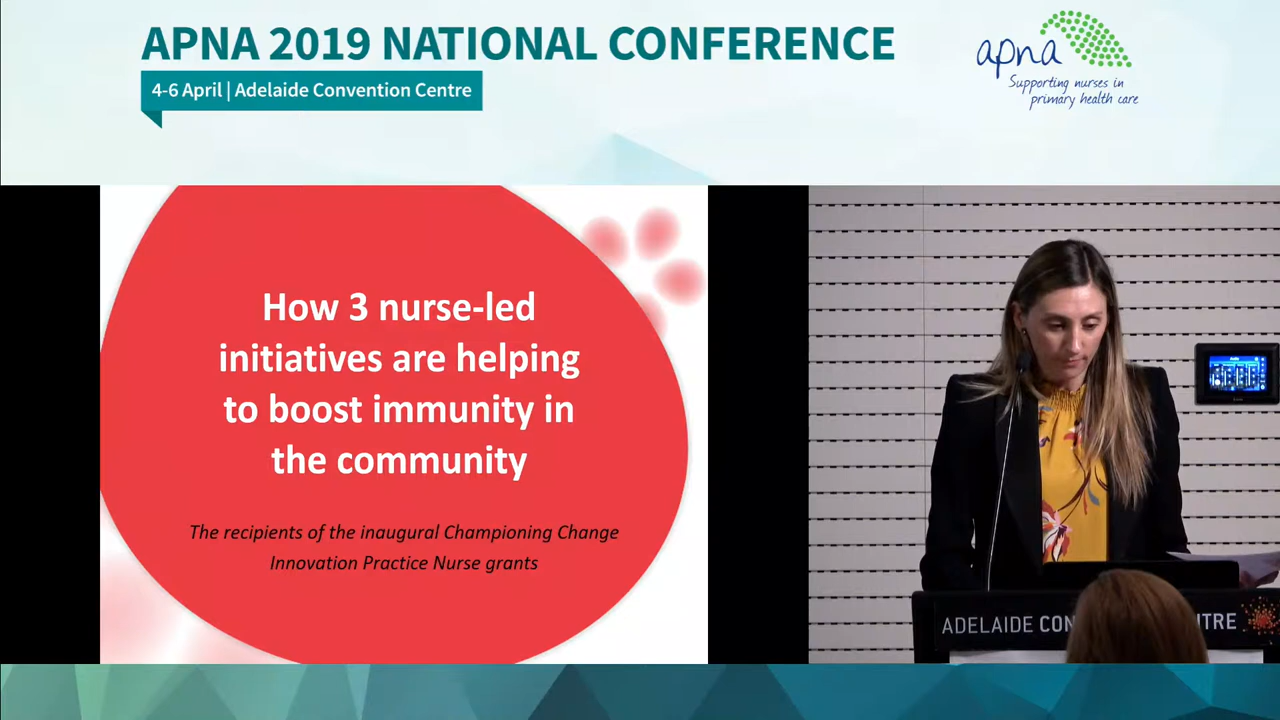 APNA 2019 NATIONAL CONFERENCE
4-6 April | Adelaide Convention Centre
apna
Supporting nurses in
primary health care
How 3 nurse-led
initiatives are helping
to boost immunity in
the community
The recipients of the inaugural Championing Change
Innovation Practice Nurse grants
ADELAIDE CON TRE